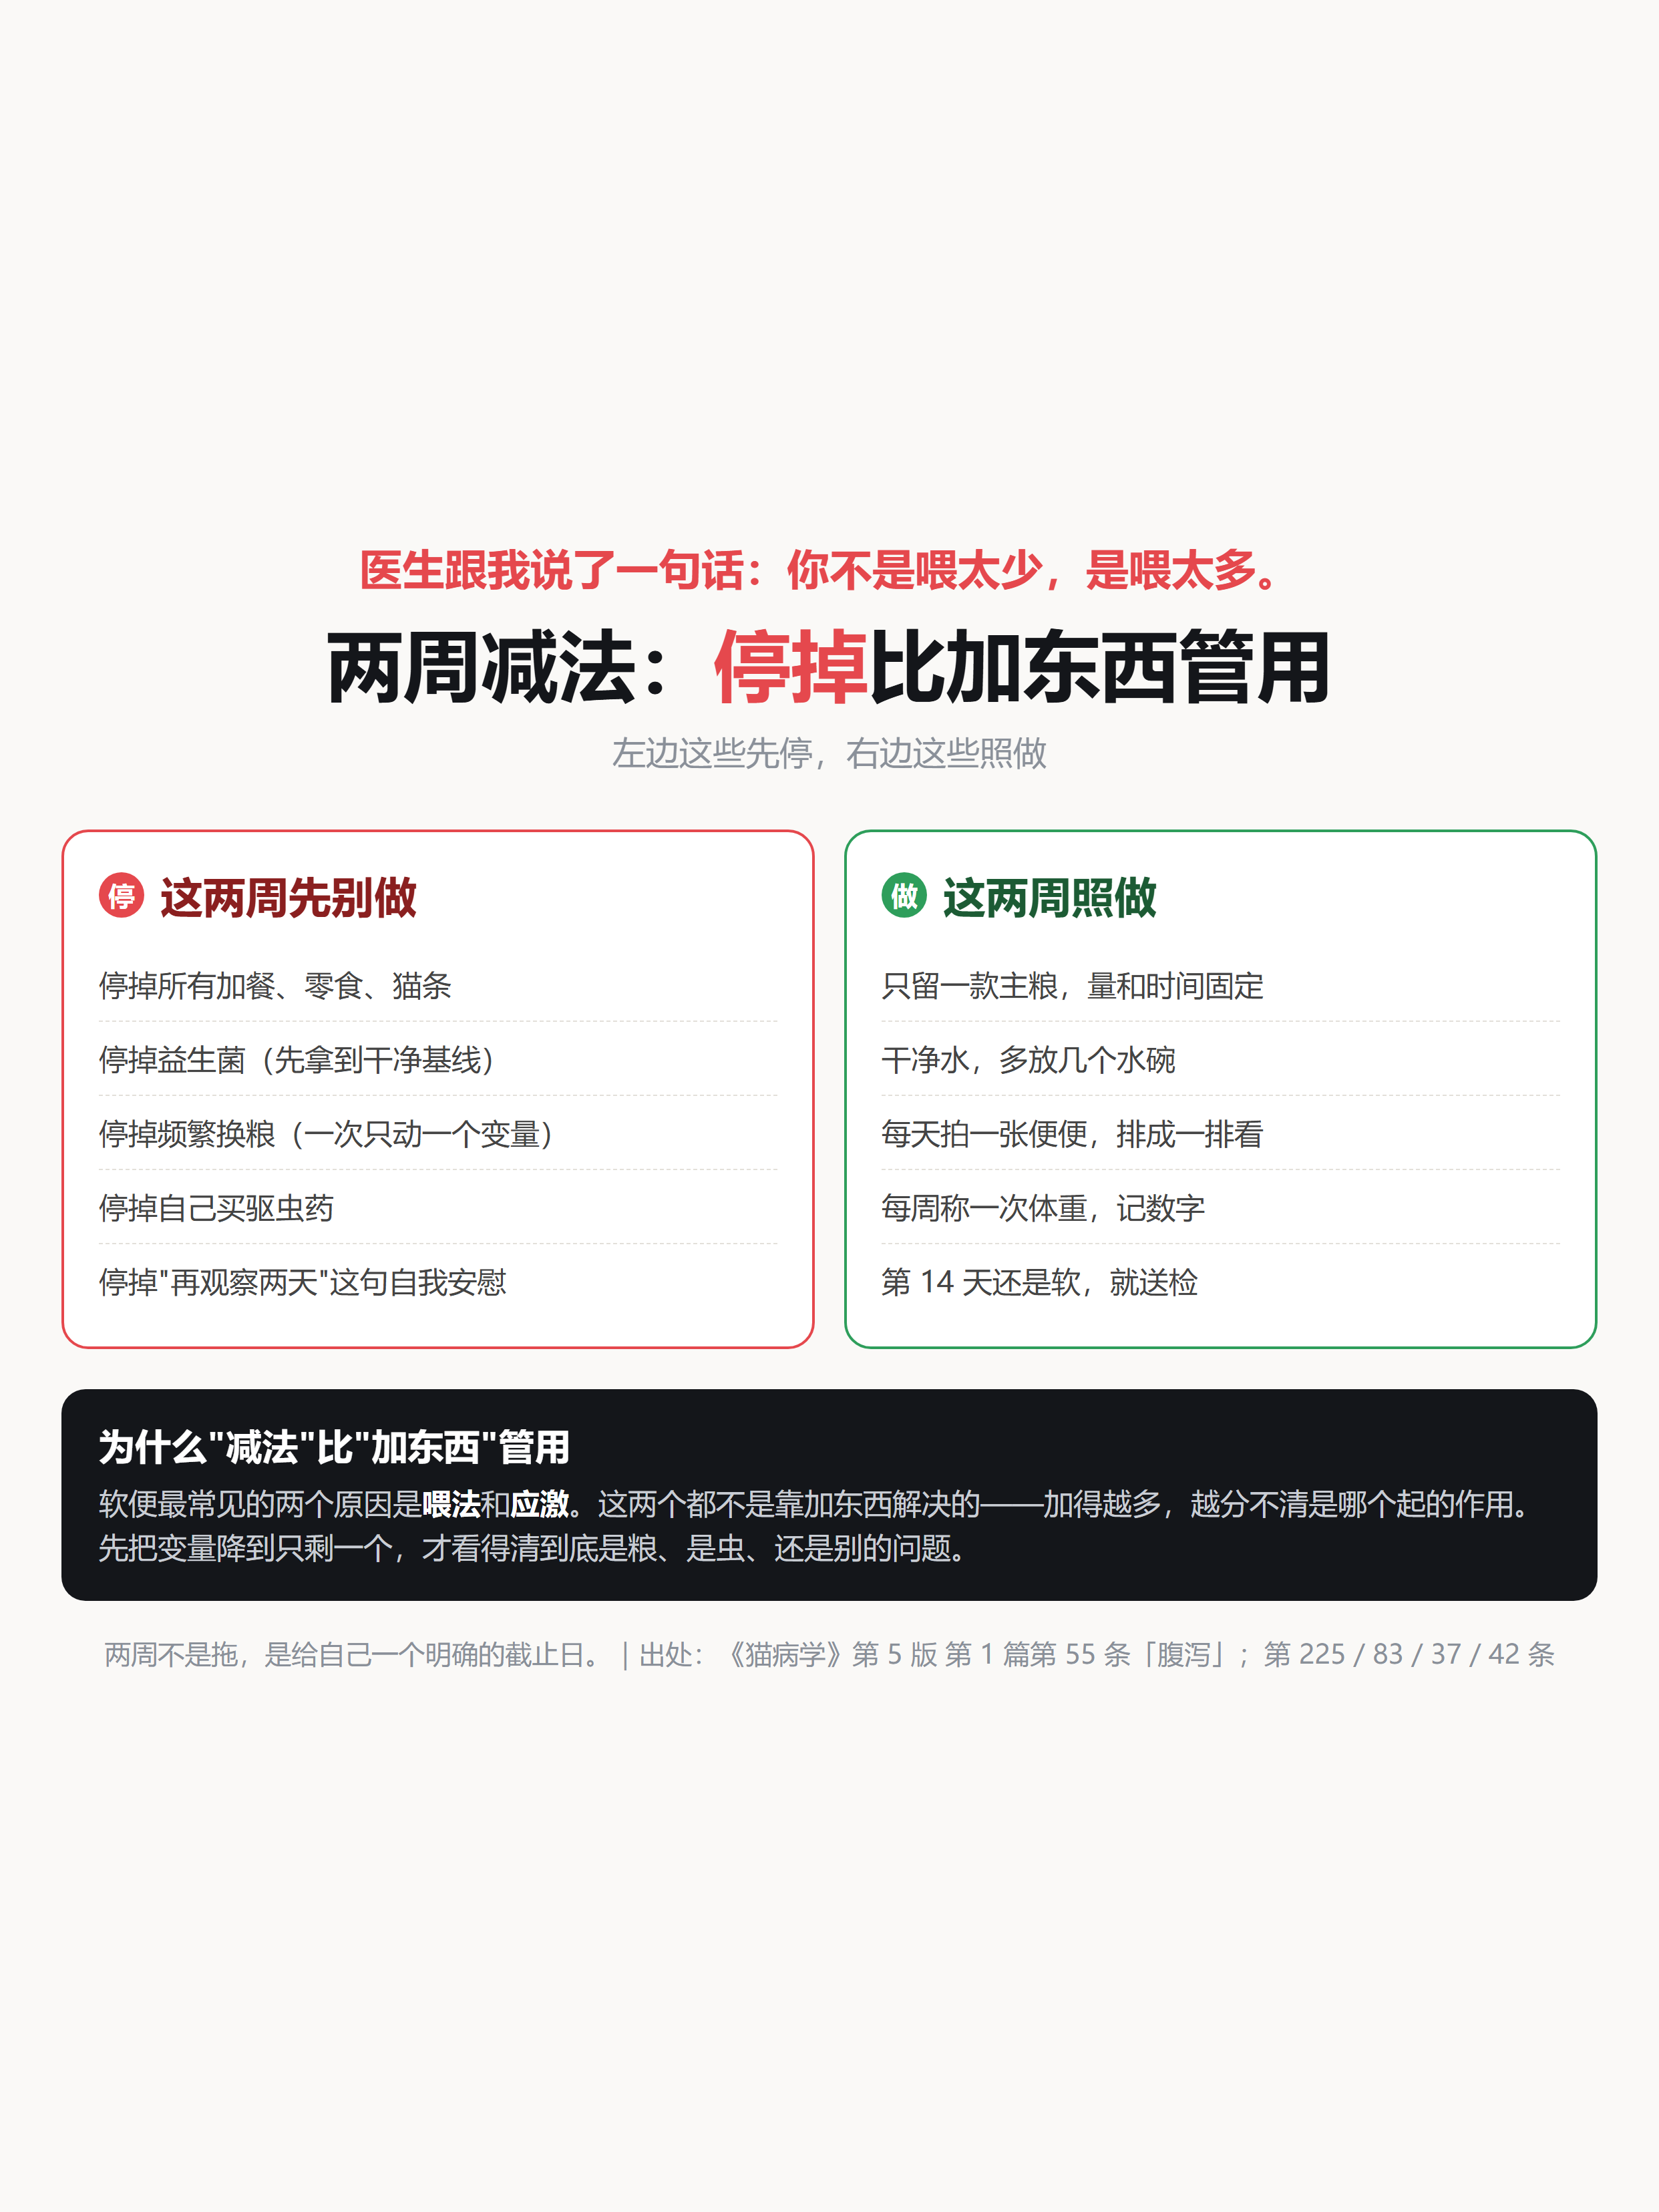 医生跟我说了一句话：你不是喂太少，是喂太多。
两周减法：停掉比加东西管用
左边这些先停，右边这些照做
停 这两周先别做
停掉所有加餐、零食、猫条
停掉益生菌（先拿到干净基线）
停掉频繁换粮（一次只动一个变量）
停掉自己买驱虫药
停掉"再观察两天"这句自我安慰
做 这两周照做
只留一款主粮，量和时间固定
干净水，多放几个水碗
每天拍一张便便，排成一排看
每周称一次体重，记数字
第 14 天还是软，就送检
为什么"减法"比"加东西"管用
软便最常见的两个原因是喂法和应激。这两个都不是靠加东西解决的——加得越多，越分不清是哪个起的作用。
先把变量降到只剩一个，才看得清到底是粮、是虫、还是别的问题。
两周不是拖，是给自己一个明确的截止日。｜出处：《猫病学》第 5 版 第 1 篇第 55 条「腹泻」；第 225 / 83 / 37 / 42 条